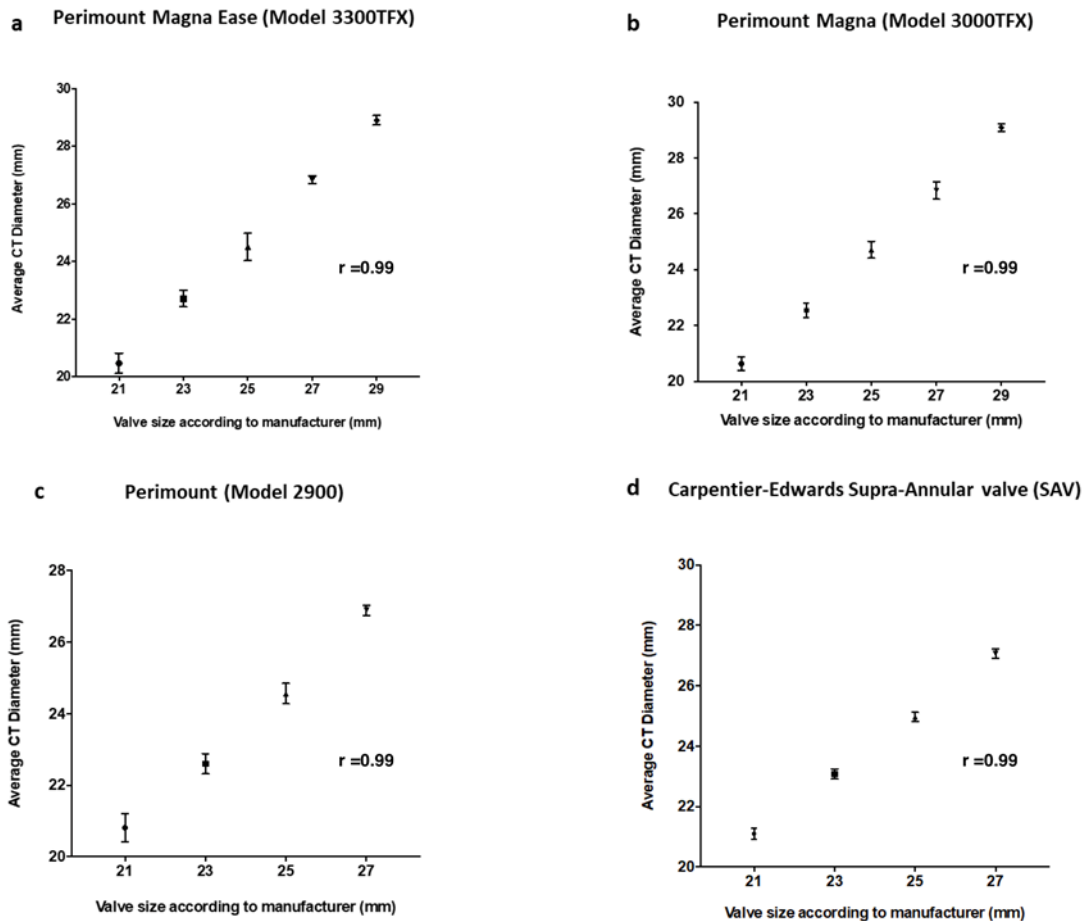 a
Perimount Magna Ease (Model 3300TFX)
Average CT Diameter (mm)
30
28
26
24
22
20
r =0.99
21 23 25 27 29
Valve size according to manufacturer (mm)
b
Perimount Magna (Model 3000TFX)
Average CT Diameter (mm)
30
28
26
24
22
20
r =0.99
21 23 25 27 29
Valve size according to manufacturer (mm)
c
Perimount (Model 2900)
Average CT Diameter (mm)
28
26
24
22
20
r =0.99
21 23 25 27
Valve size according to manufacturer (mm)
d
Carpentier-Edwards Supra-Annular valve (SAV)
Average CT Diameter (mm)
30
28
26
24
22
20
r =0.99
21 23 25 27
Valve size according to manufacturer (mm)